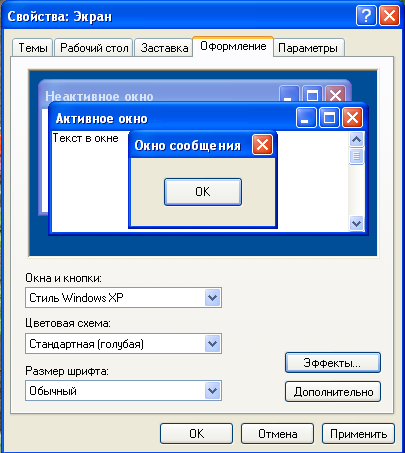 Свойства: Экран
Темы Рабочий стол Заставка Оформление Параметры
Неактивное окно
Активное окно
Текст в окне
Окно сообщения
OK
Окна и кнопки:
Стиль Windows XP
Цветовая схема:
Стандартная (голубая)
Размер шрифта:
Обычный
Эффекты...
Дополнительно
OK Отмена Применить